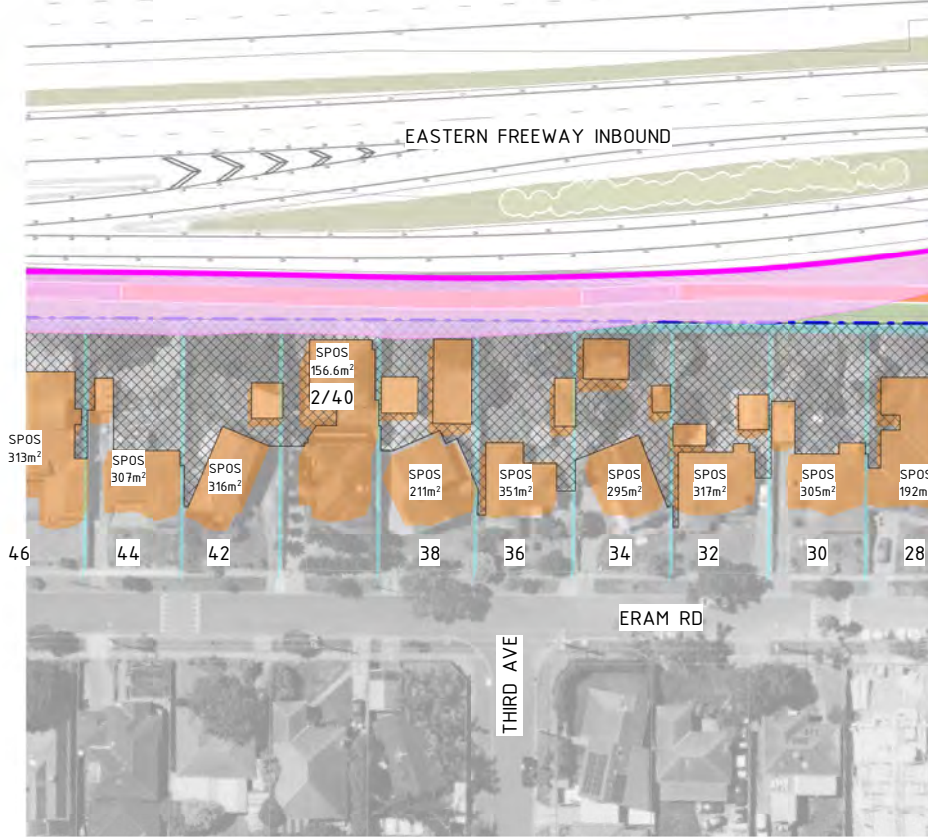 EASTERN FREEWAY INBOUND
SPOS
156.6m²
2/40
SPOS
313m²
SPOS
307m²
SPOS
316m²
SPOS
211m²
SPOS
351m²
SPOS
295m²
SPOS
317m²
SPOS
305m²
SPOS
192m²
46
44
42
38
36
34
32
30
28
ERAM RD
THIRD AVE